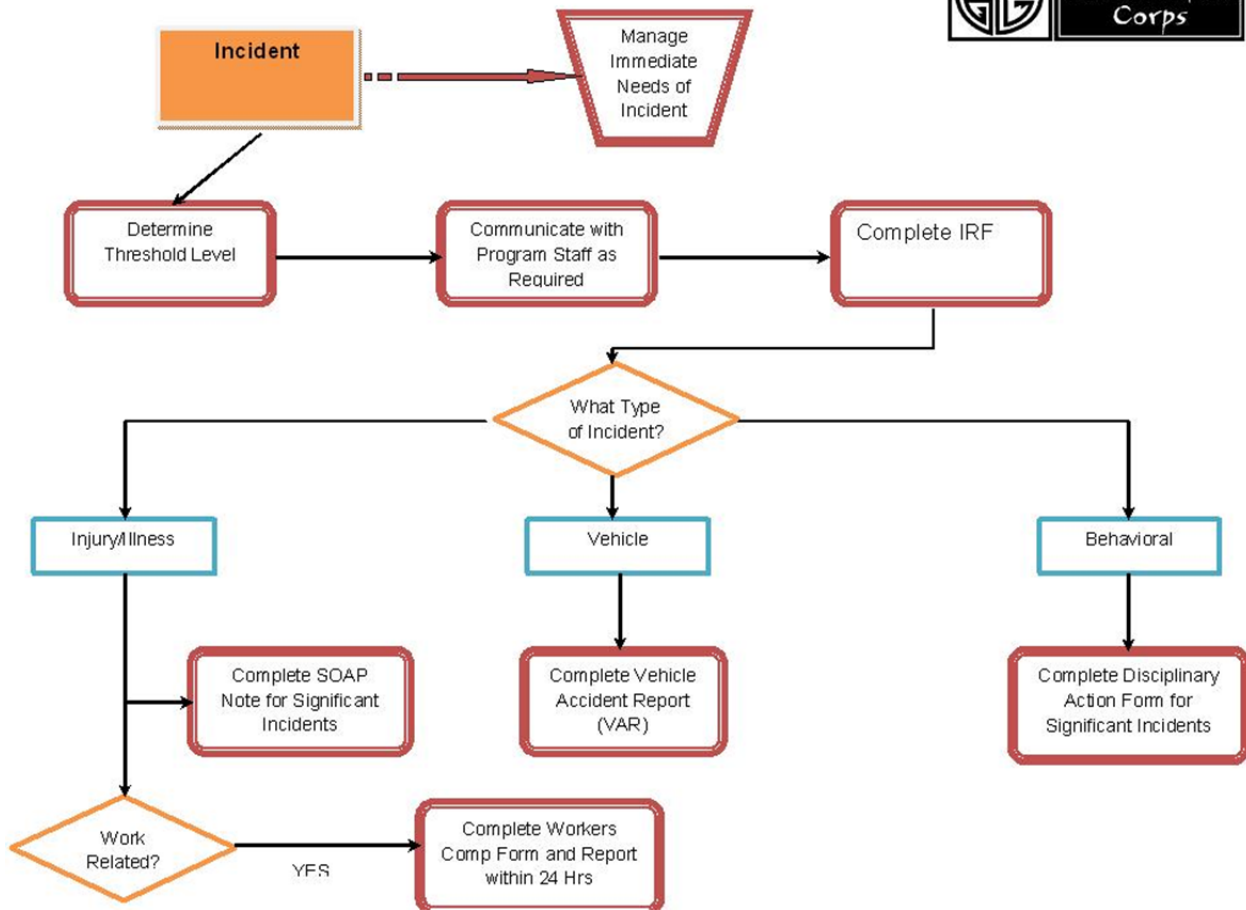 Corps
Incident
Manage
Immediate
Needs of
Incident
Determine
Threshold Level
Communicate with
Program Staff as
Required
Complete IRF
What Type
of Incident?
Injury/Illness
Vehicle
Behavioral
Complete SOAP
Note for Significant
Incidents
Complete Vehicle
Accident Report
(VAR)
Complete Disciplinary
Action Form for
Significant Incidents
Work
Related?
YES
Complete Workers
Comp Form and Report
within 24 Hrs